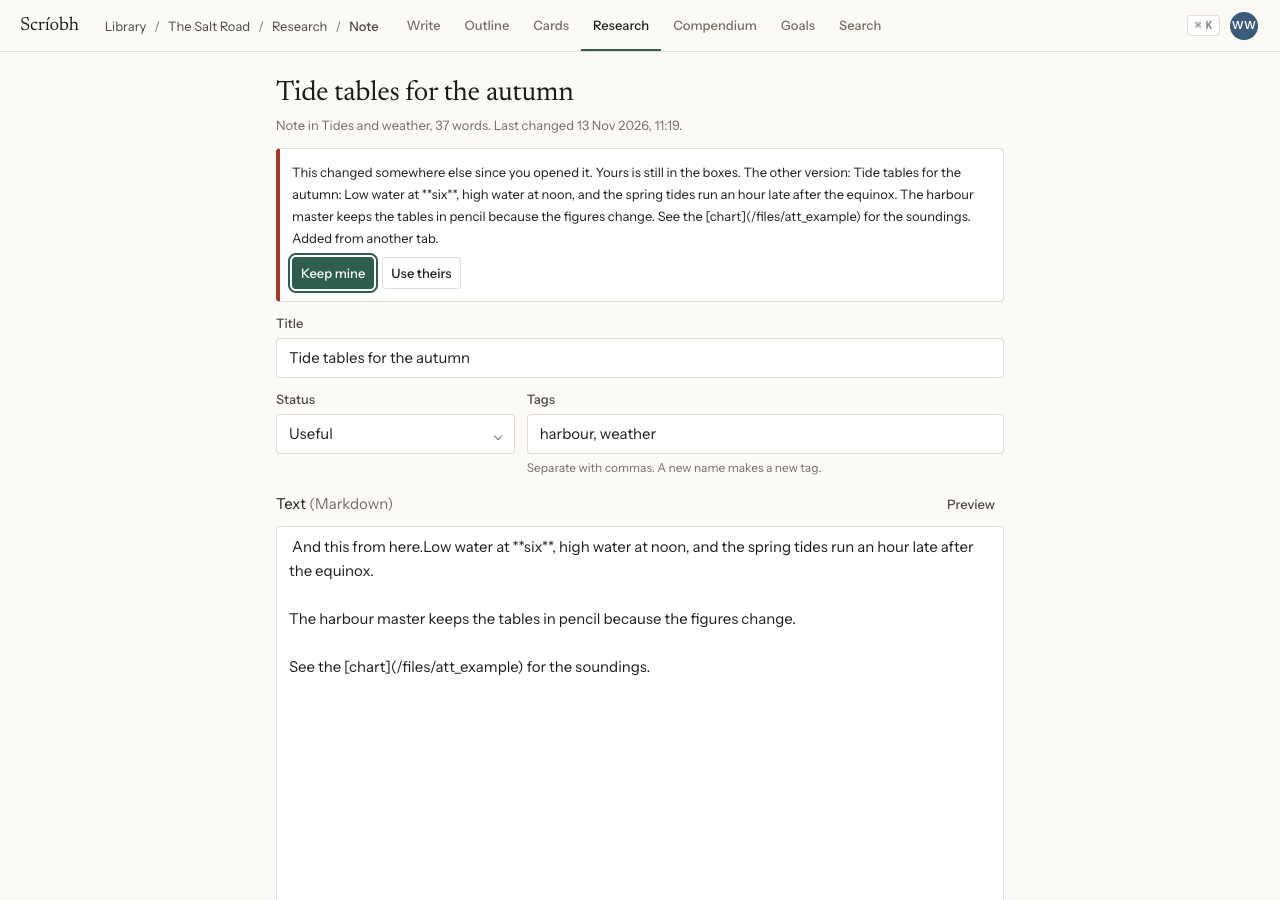 Scríobh
Library / The Salt Road / Research / Note
Write
Outline
Cards
Research
Compendium
Goals
Search
⌘ K
WW
Tide tables for the autumn
Note in Tides and weather, 37 words. Last changed 13 Nov 2026, 11:19.
This changed somewhere else since you opened it. Yours is still in the boxes. The other version: Tide tables for the
autumn: Low water at **six**, high water at noon, and the spring tides run an hour late after the equinox. The harbour
master keeps the tables in pencil because the figures change. See the [chart](/files/att_example) for the soundings.
Added from another tab.
Keep mine
Use theirs
Title
Tide tables for the autumn
Status
Tags
Useful
harbour, weather
Separate with commas. A new name makes a new tag.
Text (Markdown)
Preview
And this from here.Low water at **six**, high water at noon, and the spring tides run an hour late after
the equinox.
The harbour master keeps the tables in pencil because the figures change.
See the [chart](/files/att_example) for the soundings.